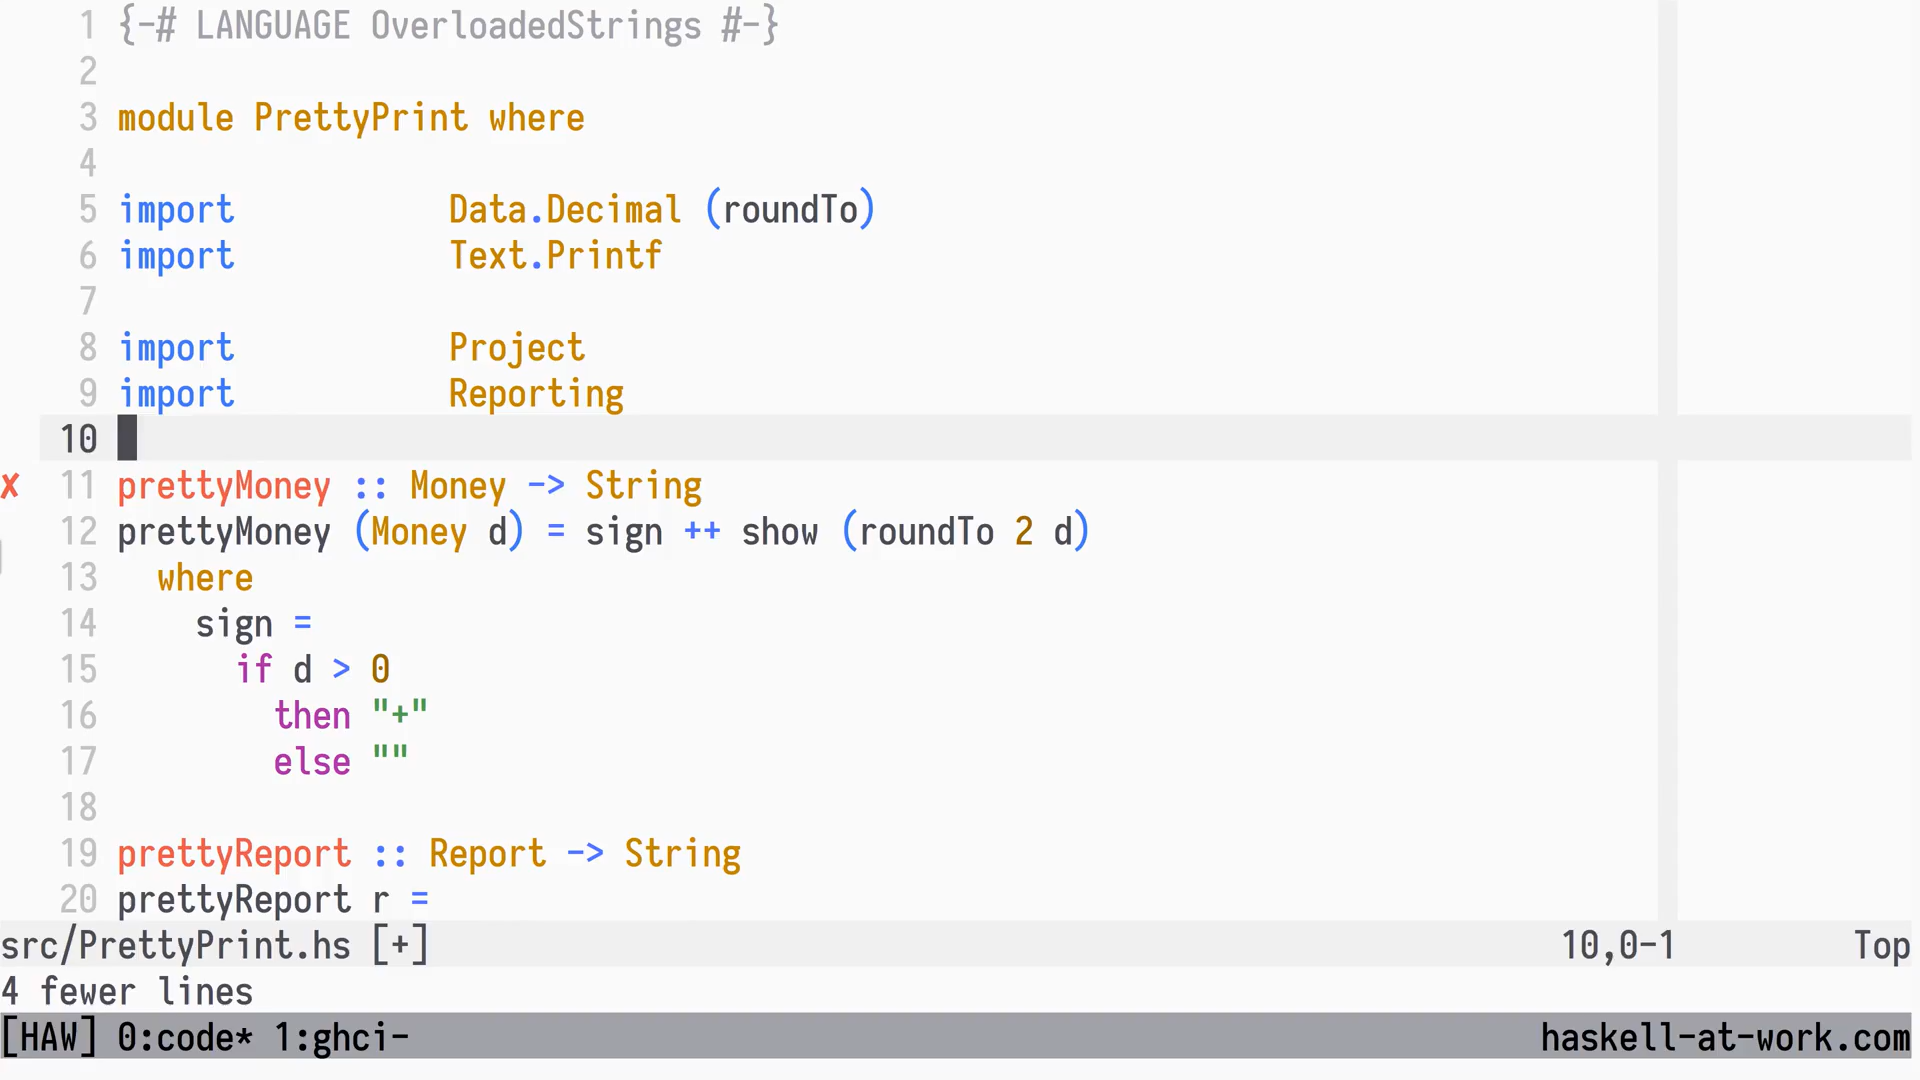 1 {-# LANGUAGE OverloadedStrings #-}
2
3 module PrettyPrint where
4
5 import           Data.Decimal (roundTo)
6 import           Text.Printf
7
8 import           Project
9 import           Reporting
10
✗ 11 prettyMoney :: Money -> String
12 prettyMoney (Money d) = sign ++ show (roundTo 2 d)
13   where
14     sign =
15       if d > 0
16         then "+"
17         else ""
18
19 prettyReport :: Report -> String
20 prettyReport r =
src/PrettyPrint.hs [+] 10,0-1 Top
4 fewer lines
[HAW] 0:code* 1:ghci- haskell-at-work.com